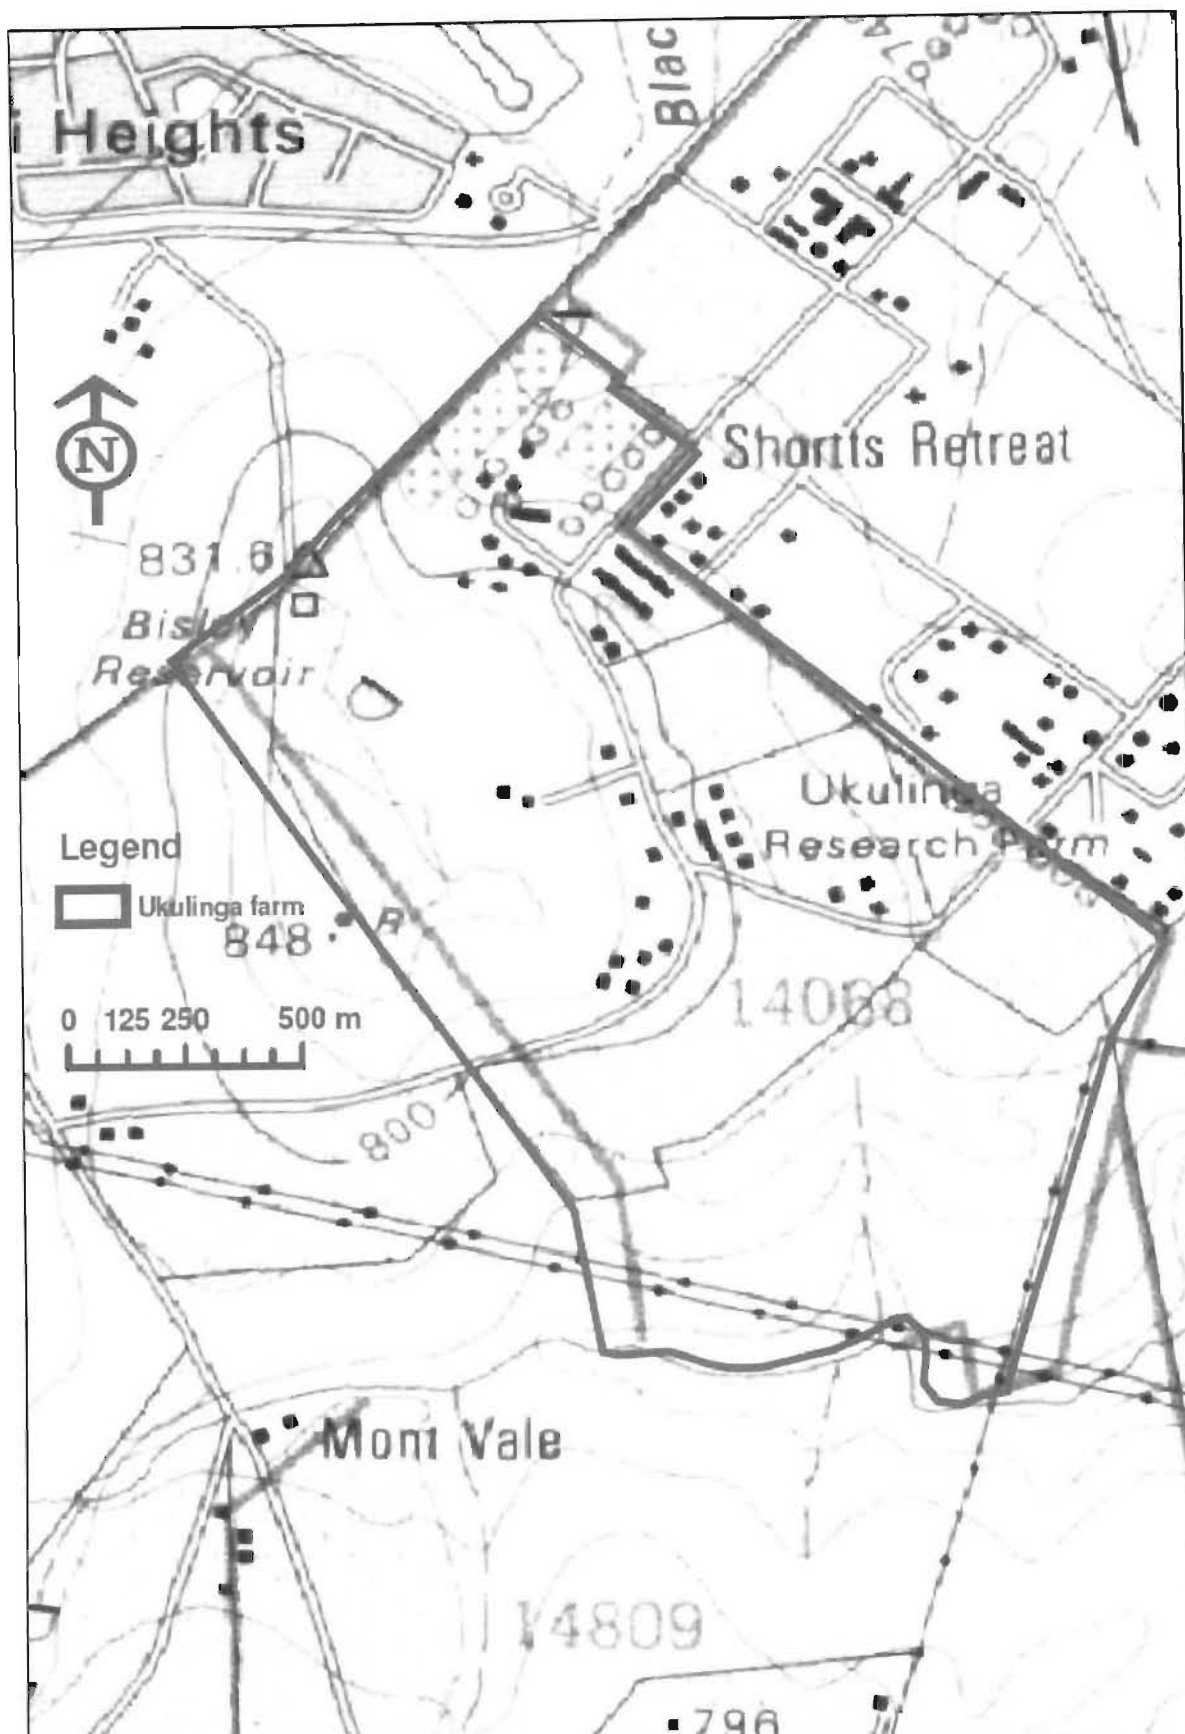 Blac
74
i Heights
Shortts Retreat
N
831.6
Bisley
Reservoir
Ukulinga
Research Farm
Legend
Ukulinga farm
848
R
14068
0 125 250 500 m
800
Mont Vale
14809
796